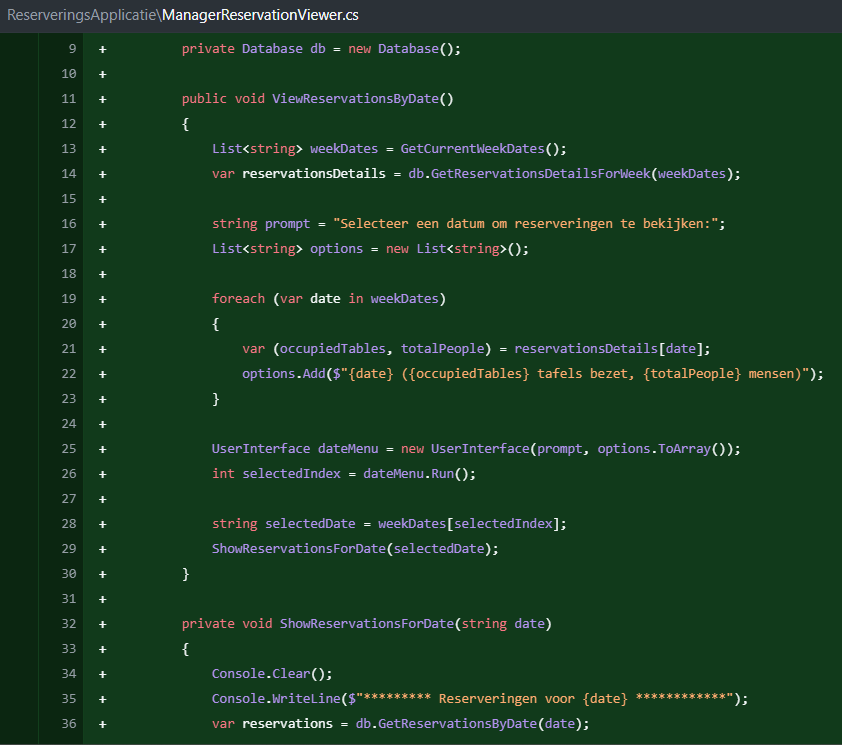 ReserveringsApplicatie\ManagerReservationViewer.cs
9 + private Database db = new Database();
10 +
11 + public void ViewReservationsByDate()
12 + {
13 + List<string> weekDates = GetCurrentWeekDates();
14 + var reservationsDetails = db.GetReservationsDetailsForWeek(weekDates);
15 +
16 + string prompt = "Selecteer een datum om reserveringen te bekijken:";
17 + List<string> options = new List<string>();
18 +
19 + foreach (var date in weekDates)
20 + {
21 + var (occupiedTables, totalPeople) = reservationsDetails[date];
22 + options.Add($"{date} ({occupiedTables} tafels bezet, {totalPeople} mensen)");
23 + }
24 +
25 + UserInterface dateMenu = new UserInterface(prompt, options.ToArray());
26 + int selectedIndex = dateMenu.Run();
27 +
28 + string selectedDate = weekDates[selectedIndex];
29 + ShowReservationsForDate(selectedDate);
30 + }
31 +
32 + private void ShowReservationsForDate(string date)
33 + {
34 + Console.Clear();
35 + Console.WriteLine($"********* Reserveringen voor {date} ************");
36 + var reservations = db.GetReservationsByDate(date);